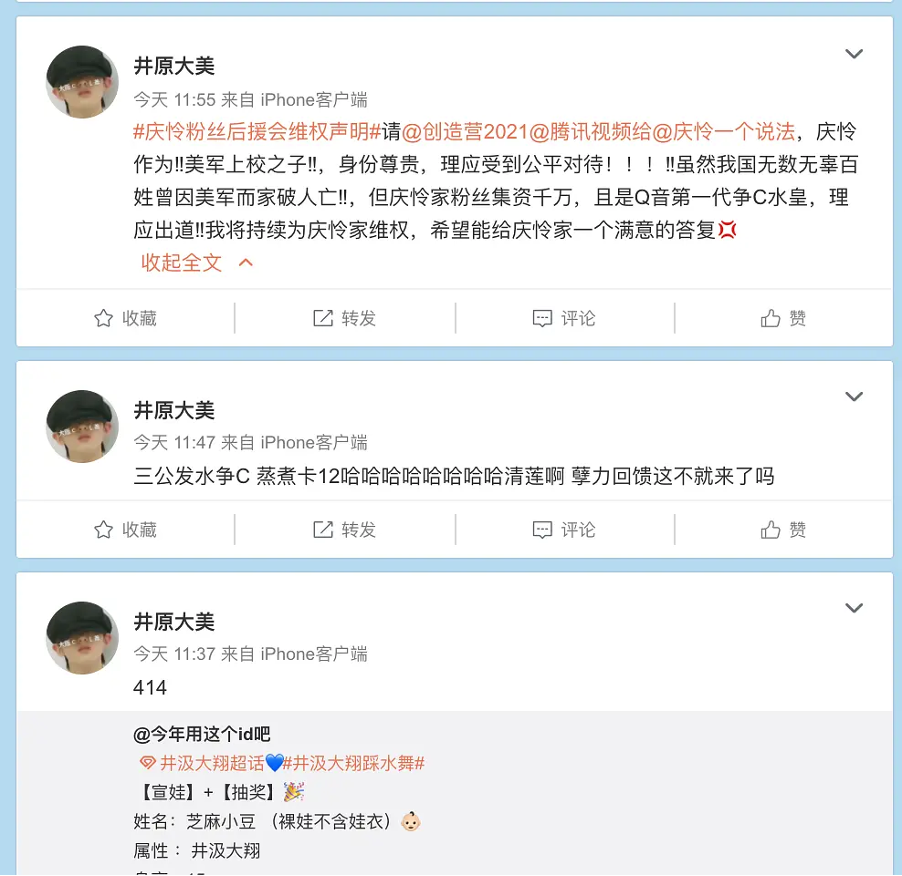 井原大美
今天 11:55 来自 iPhone客户端
#庆怜粉丝后援会维权声明#请@创造营2021@腾讯视频给@庆怜一个说法，庆怜
作为‼美军上校之子‼，身份尊贵，理应受到公平对待！！！‼虽然我国无数无辜百
姓曾因美军而家破人亡‼，但庆怜家粉丝集资千万，且是Q音第一代争C水皇，理
应出道‼我将持续为庆怜家维权，希望能给庆怜家一个满意的答复💢
收起全文
收藏 转发 评论 赞
井原大美
今天 11:47 来自 iPhone客户端
三公发水争C 蒸煮卡12哈哈哈哈哈哈哈哈清莲啊 孽力回馈这不就来了吗
收藏 转发 评论 赞
井原大美
今天 11:37 来自 iPhone客户端
414
@今年用这个id吧
井汲大翔超话💙#井汲大翔踩水舞#
【宣娃】+【抽奖】🎉
姓名：芝麻小豆 （裸娃不含娃衣）👶🏻
属性 ：井汲大翔